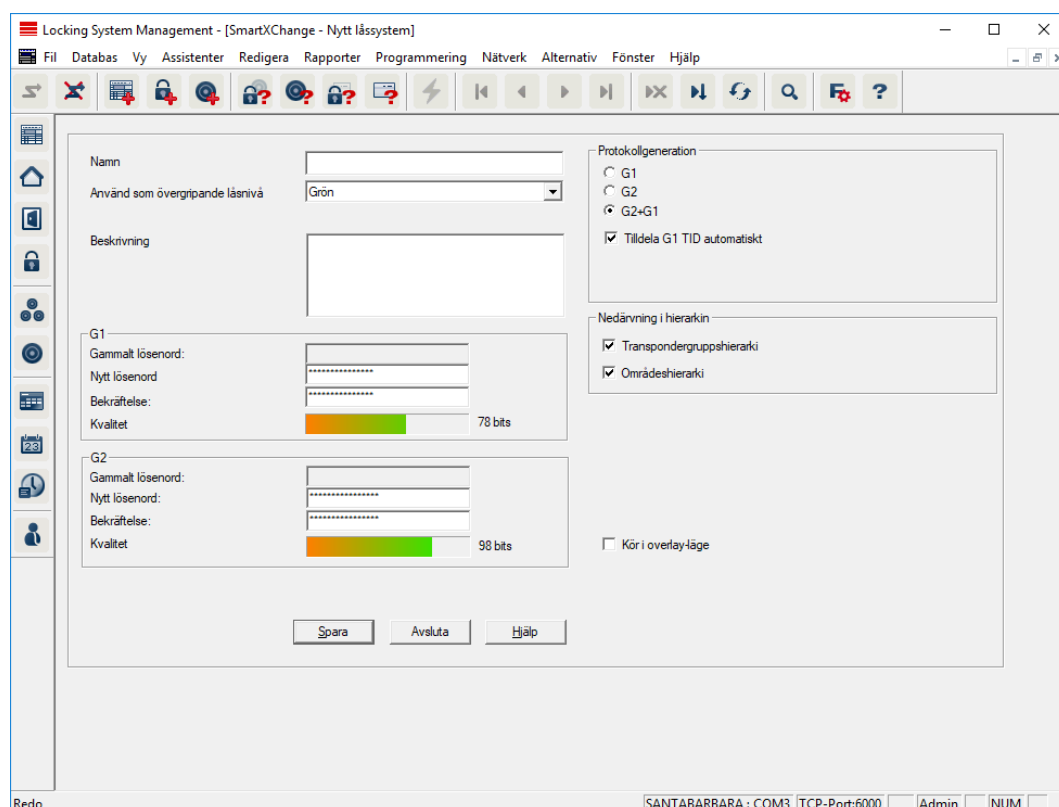 Locking System Management - [SmartXChange - Nytt låssystem]
Fil Databas Vy Assistenter Redigera Rapporter Programmering Nätverk Alternativ Fönster Hjälp
Namn
Använd som övergripande låsnivå
Grön
Beskrivning
G1
Gammalt lösenord:
Nytt lösenord
***************
Bekräftelse:
***************
Kvalitet
78 bits
G2
Gammalt lösenord:
Nytt lösenord:
****************
Bekräftelse:
****************
Kvalitet
98 bits
Protokollgeneration
G1
G2
G2+G1
Tilldela G1 TID automatiskt
Nedärvning i hierarkin
Transpondergruppshierarki
Områdeshierarki
Kör i overlay-läge
Spara Avsluta Hjälp
Redo SANTABARBARA : COM3 TCP-Port:6000 Admin NUM